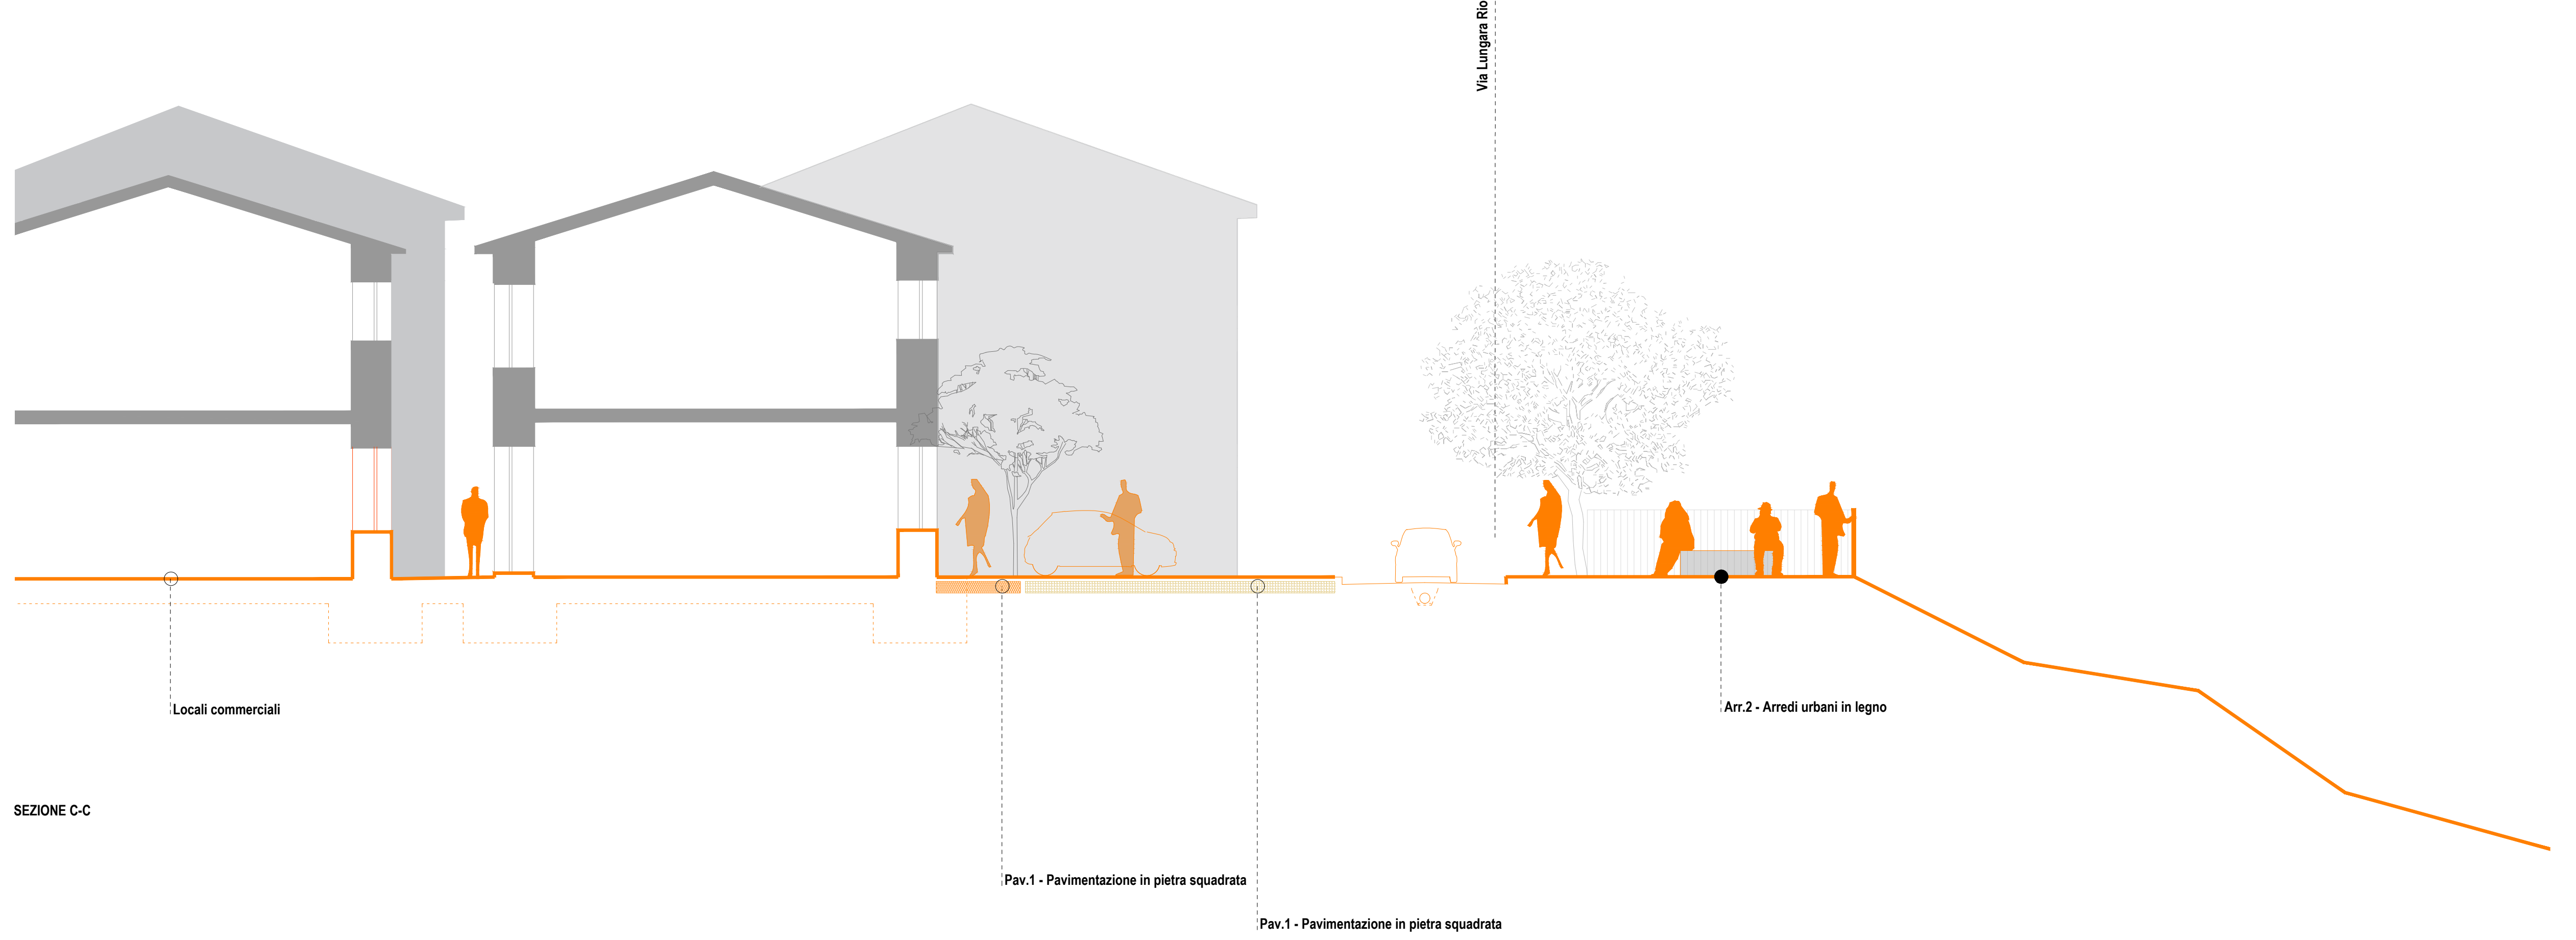 Via Lungara Rio
Locali commerciali
Arr.2 - Arredi urbani in legno
SEZIONE C-C
Pav.1 - Pavimentazione in pietra squadrata
Pav.1 - Pavimentazione in pietra squadrata